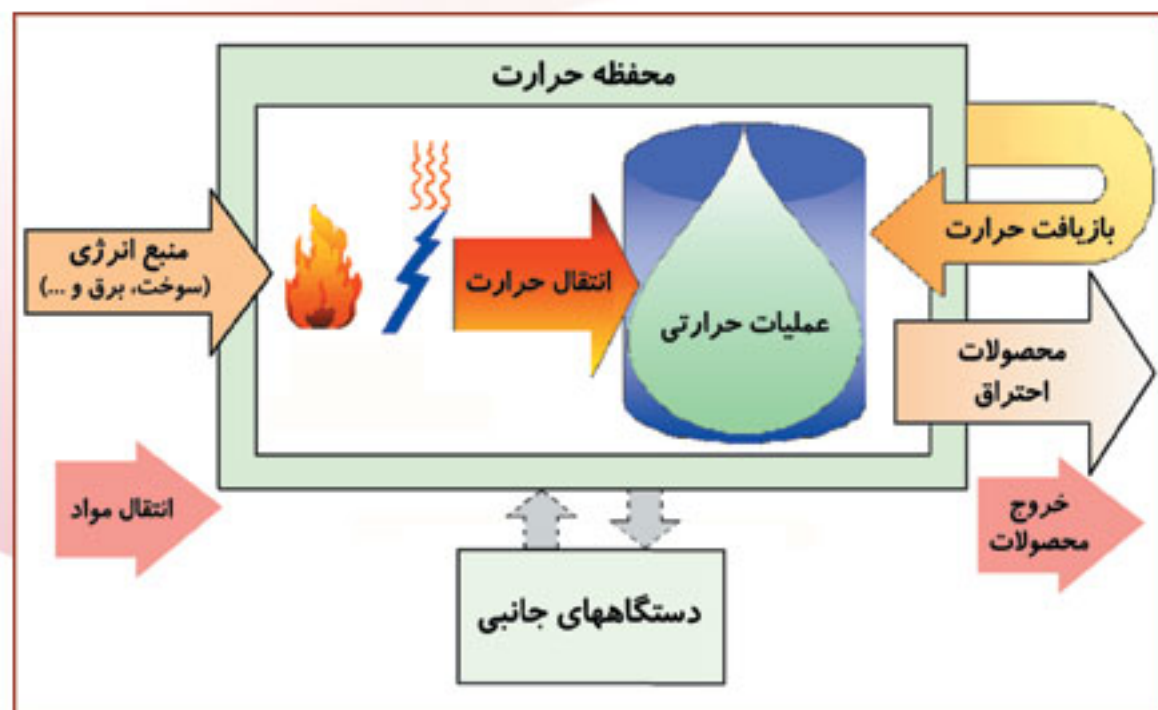 محفظه حرارت
منبع انرژی
(سوخت، برق و ...)
انتقال حرارت
عملیات حرارتی
بازیافت حرارت
محصولات
احتراق
انتقال مواد
خروج
محصولات
دستگاههای جانبی